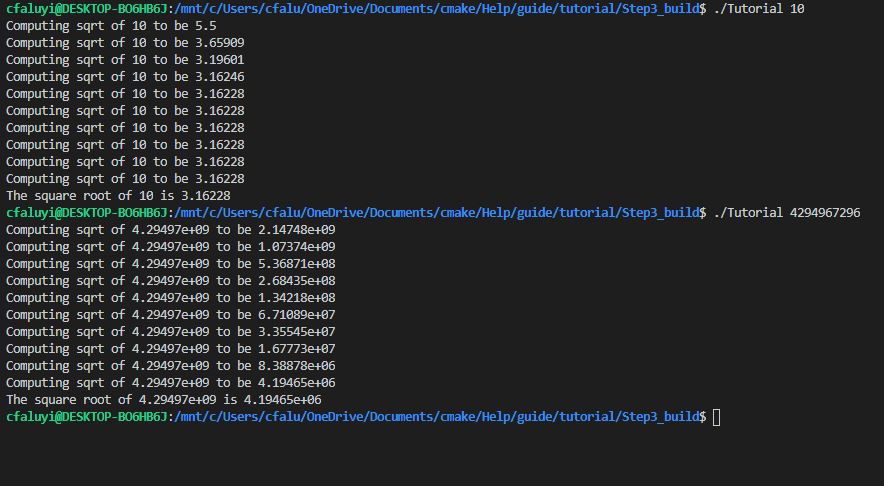 cfaluyi@DESKTOP-BO6HB6J:/mnt/c/Users/cfalu/OneDrive/Documents/cmake/Help/guide/tutorial/Step3_build$ ./Tutorial 10
Computing sqrt of 10 to be 5.5
Computing sqrt of 10 to be 3.65909
Computing sqrt of 10 to be 3.19601
Computing sqrt of 10 to be 3.16246
Computing sqrt of 10 to be 3.16228
Computing sqrt of 10 to be 3.16228
Computing sqrt of 10 to be 3.16228
Computing sqrt of 10 to be 3.16228
Computing sqrt of 10 to be 3.16228
Computing sqrt of 10 to be 3.16228
The square root of 10 is 3.16228
cfaluyi@DESKTOP-BO6HB6J:/mnt/c/Users/cfalu/OneDrive/Documents/cmake/Help/guide/tutorial/Step3_build$ ./Tutorial 4294967296
Computing sqrt of 4.29497e+09 to be 2.14748e+09
Computing sqrt of 4.29497e+09 to be 1.07374e+09
Computing sqrt of 4.29497e+09 to be 5.36871e+08
Computing sqrt of 4.29497e+09 to be 2.68435e+08
Computing sqrt of 4.29497e+09 to be 1.34218e+08
Computing sqrt of 4.29497e+09 to be 6.71089e+07
Computing sqrt of 4.29497e+09 to be 3.35545e+07
Computing sqrt of 4.29497e+09 to be 1.67773e+07
Computing sqrt of 4.29497e+09 to be 8.38878e+06
Computing sqrt of 4.29497e+09 to be 4.19465e+06
The square root of 4.29497e+09 is 4.19465e+06
cfaluyi@DESKTOP-BO6HB6J:/mnt/c/Users/cfalu/OneDrive/Documents/cmake/Help/guide/tutorial/Step3_build$